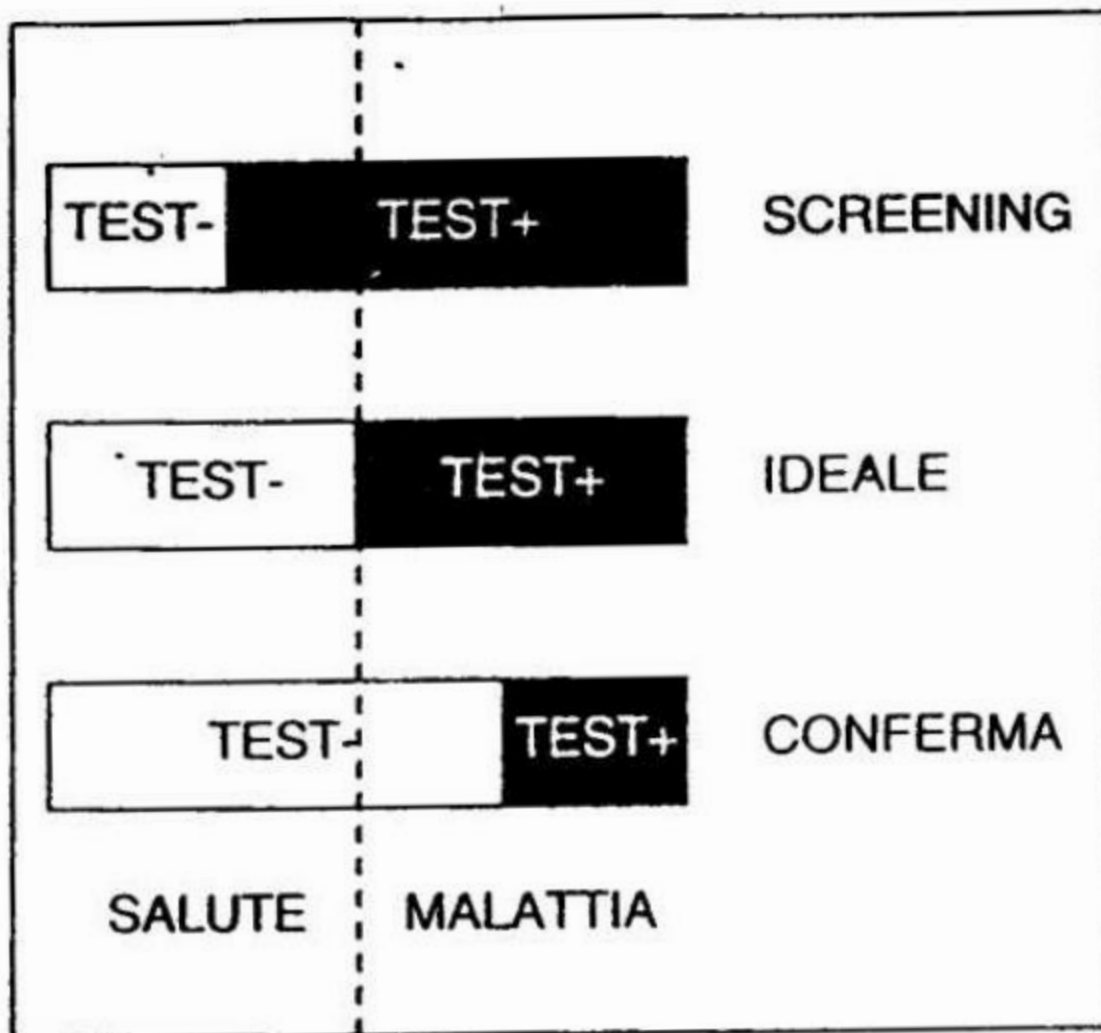 TEST- TEST+ SCREENING
TEST- TEST+ IDEALE
TEST- TEST+ CONFERMA
SALUTE MALATTIA